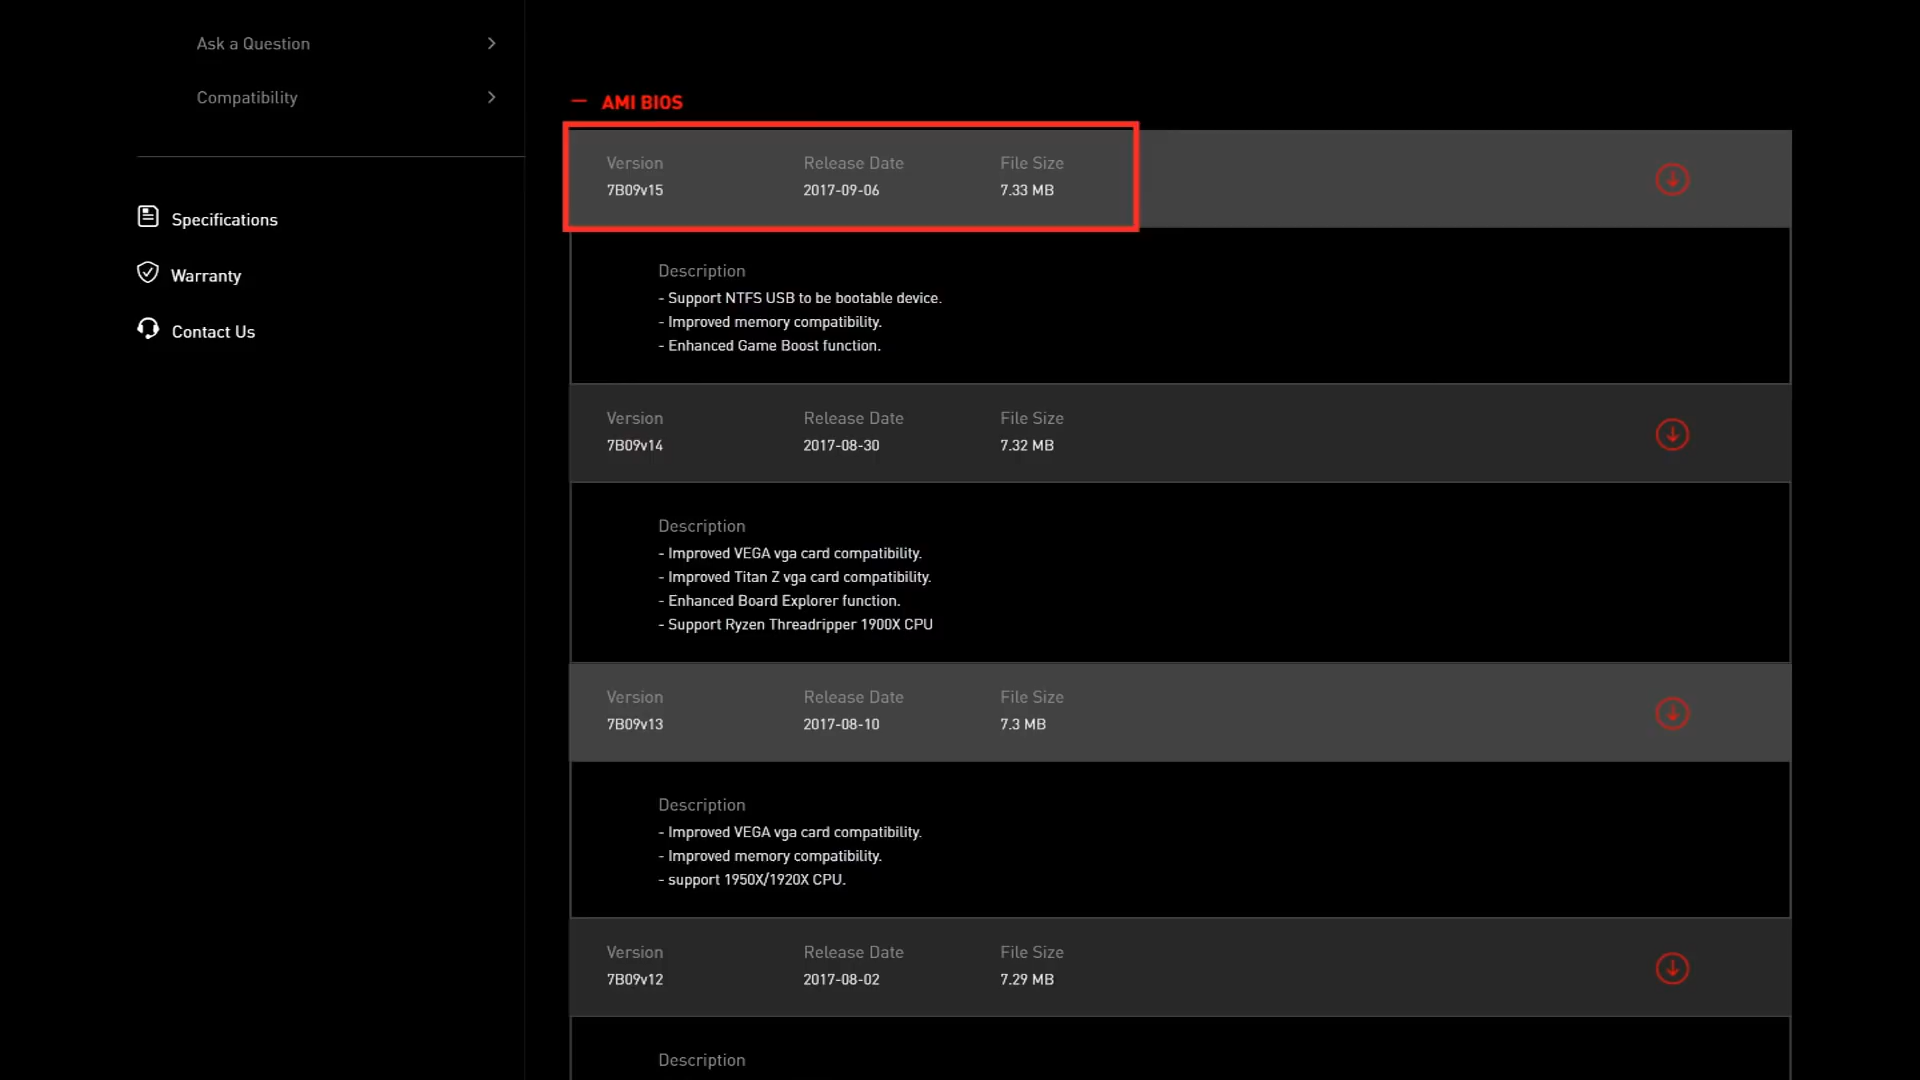 Ask a Question
Compatibility
Specifications
Warranty
Contact Us
AMI BIOS
Version Release Date File Size
7B09v15 2017-09-06 7.33 MB
Description
- Support NTFS USB to be bootable device.
- Improved memory compatibility.
- Enhanced Game Boost function.
Version Release Date File Size
7B09v14 2017-08-30 7.32 MB
Description
- Improved VEGA vga card compatibility.
- Improved Titan Z vga card compatibility.
- Enhanced Board Explorer function.
- Support Ryzen Threadripper 1900X CPU
Version Release Date File Size
7B09v13 2017-08-10 7.3 MB
Description
- Improved VEGA vga card compatibility.
- Improved memory compatibility.
- support 1950X/1920X CPU.
Version Release Date File Size
7B09v12 2017-08-02 7.29 MB
Description